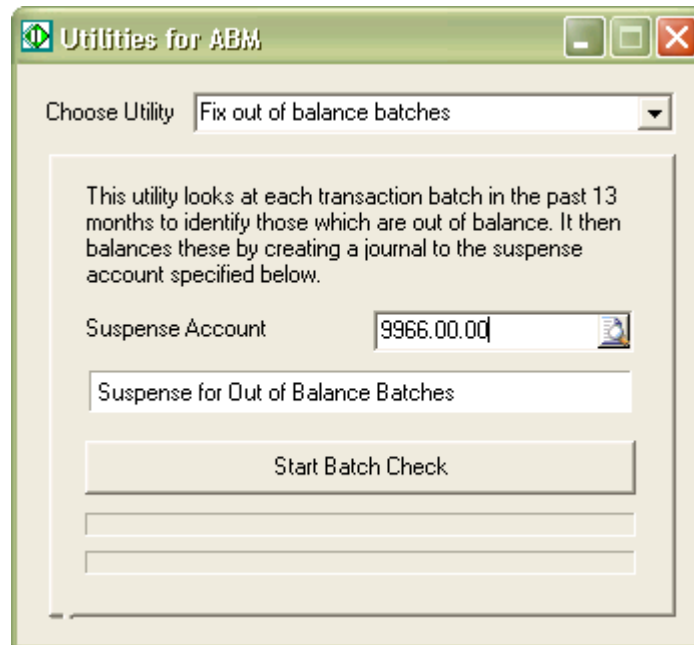 Utilities for ABM
Choose Utility Fix out of balance batches
This utility looks at each transaction batch in the past 13
months to identify those which are out of balance. It then
balances these by creating a journal to the suspense
account specified below.
Suspense Account 9966.00.00
Suspense for Out of Balance Batches
Start Batch Check